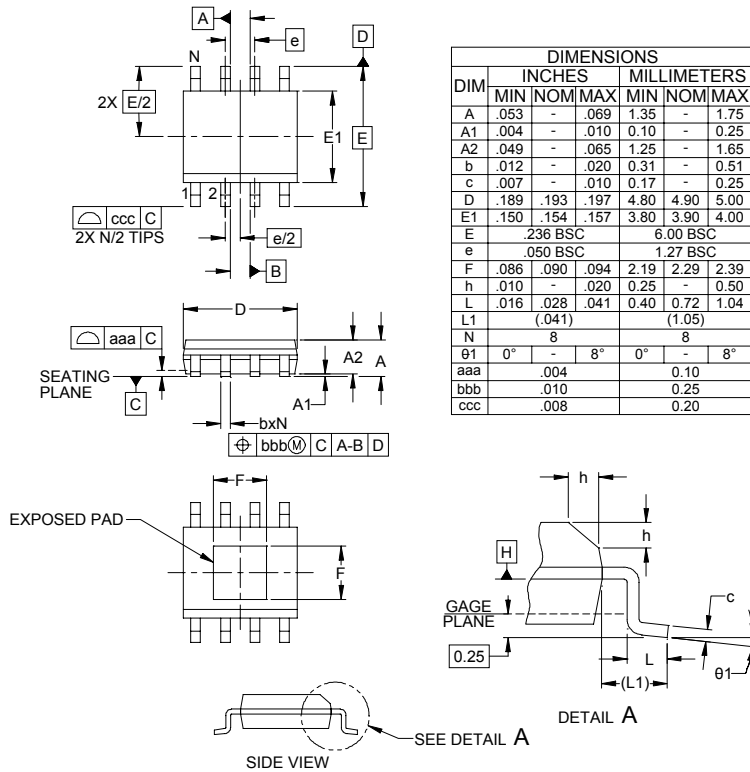 A
e
D
N
2X E/2
E1
E
1
2
ccc C
2X N/2 TIPS
e/2
B
D
aaa C
A2
A
SEATING
PLANE
C
A1
bxN
bbb Ⓜ C A-B D
F
EXPOSED PAD
F
SIDE VIEW
SEE DETAIL A
DIMENSIONS
DIM INCHES MILLIMETERS
MIN NOM MAX MIN NOM MAX
A .053 - .069 1.35 - 1.75
A1 .004 - .010 0.10 - 0.25
A2 .049 - .065 1.25 - 1.65
b .012 - .020 0.31 - 0.51
c .007 - .010 0.17 - 0.25
D .189 .193 .197 4.80 4.90 5.00
E1 .150 .154 .157 3.80 3.90 4.00
E .236 BSC 6.00 BSC
e .050 BSC 1.27 BSC
F .086 .090 .094 2.19 2.29 2.39
h .010 - .020 0.25 - 0.50
L .016 .028 .041 0.40 0.72 1.04
L1 (.041) (1.05)
N 8 8
θ1 0° - 8° 0° - 8°
aaa .004 0.10
bbb .010 0.25
ccc .008 0.20
h
h
H
GAGE
PLANE
0.25
c
L
(L1)
θ1
DETAIL A